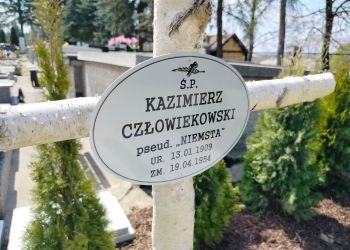 Ś.P.
KAZIMIERZ
CZŁOWIEKOWSKI
pseud. „NIEMSTA"
UR. 13.01.1909
ZM. 19.04.1954